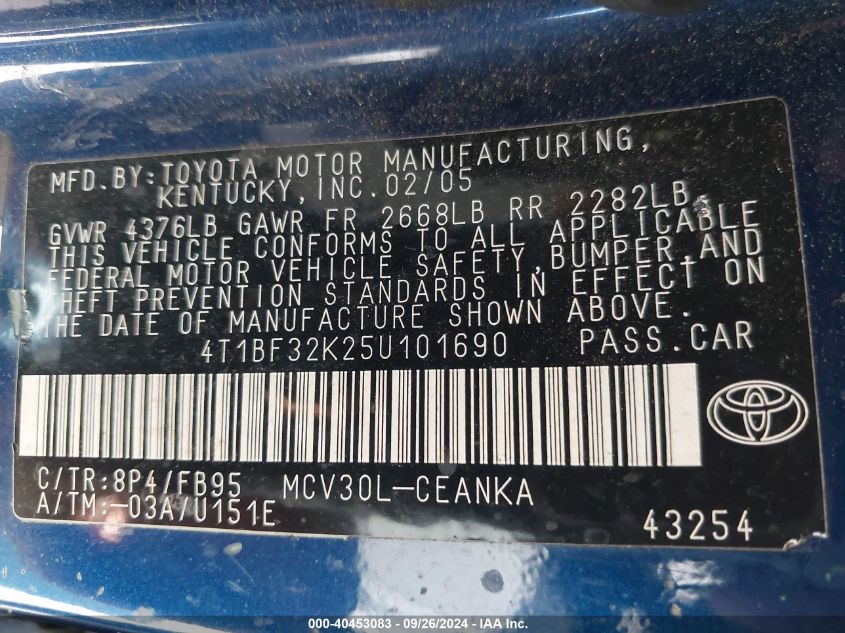 MFD.BY:TOYOTA MOTOR MANUFACTURING,
KENTUCKY, INC.02/05
GVWR 4376LB GAWR FR 2668LB RR 2282LB
THIS VEHICLE CONFORMS TO ALL APPLICABLE
FEDERAL MOTOR VEHICLE SAFETY,BUMPER,AND
THEFT PREVENTION STANDARDS IN EFFECT ON
THE DATE OF MANUFACTURE SHOWN ABOVE.
4T1BF32K25U101690 PASS.CAR
C/TR:8P4/FB95 MCV30L-CEANKA
A/TM:-03A/U151E
43254
000-40453083 - 09/26/2024 - IAAI.com